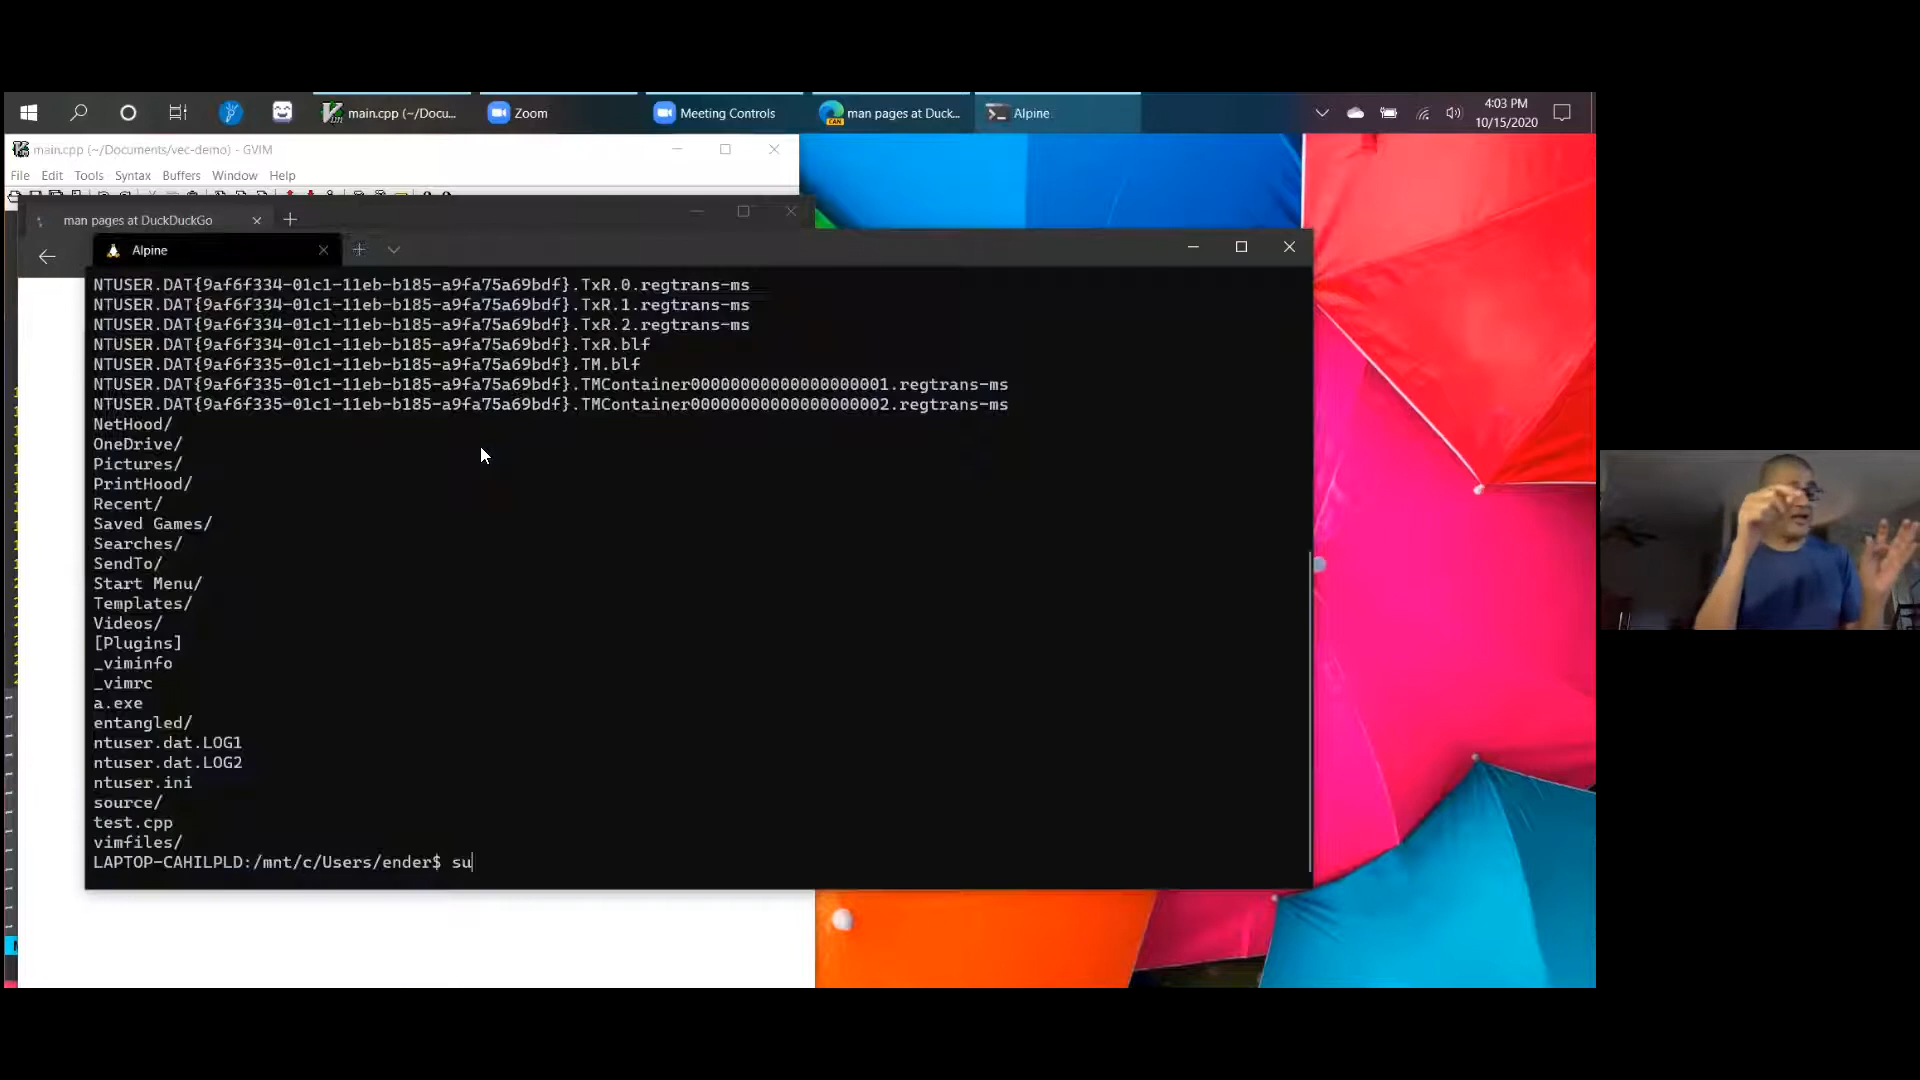 main.cpp (~/Docu...
Zoom
Meeting Controls
man pages at Duck...
Alpine
4:03 PM
10/15/2020
CAN
main.cpp (~/Documents/vec-demo) - GVIM
File Edit Tools Syntax Buffers Window Help
man pages at DuckDuckGo
Alpine
NTUSER.DAT{9af6f334-01c1-11eb-b185-a9fa75a69bdf}.TxR.0.regtrans-ms
NTUSER.DAT{9af6f334-01c1-11eb-b185-a9fa75a69bdf}.TxR.1.regtrans-ms
NTUSER.DAT{9af6f334-01c1-11eb-b185-a9fa75a69bdf}.TxR.2.regtrans-ms
NTUSER.DAT{9af6f334-01c1-11eb-b185-a9fa75a69bdf}.TxR.blf
NTUSER.DAT{9af6f335-01c1-11eb-b185-a9fa75a69bdf}.TM.blf
NTUSER.DAT{9af6f335-01c1-11eb-b185-a9fa75a69bdf}.TMContainer00000000000000000001.regtrans-ms
NTUSER.DAT{9af6f335-01c1-11eb-b185-a9fa75a69bdf}.TMContainer00000000000000000002.regtrans-ms
NetHood/
OneDrive/
Pictures/
PrintHood/
Recent/
Saved Games/
Searches/
SendTo/
Start Menu/
Templates/
Videos/
[Plugins]
_viminfo
_vimrc
a.exe
entangled/
ntuser.dat.LOG1
ntuser.dat.LOG2
ntuser.ini
source/
test.cpp
vimfiles/
LAPTOP-CAHILPLD:/mnt/c/Users/ender$ su